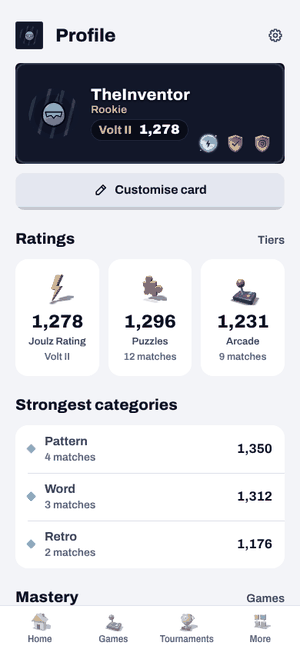 Profile
TheInventor
Rookie
Volt II 1,278
Customise card
Ratings Tiers
1,278 1,296 1,231
Joulz Rating Puzzles Arcade
Volt II 12 matches 9 matches
Strongest categories
Pattern
4 matches
1,350
Word
3 matches
1,312
Retro
2 matches
1,176
Mastery Games
Home Games Tournaments More